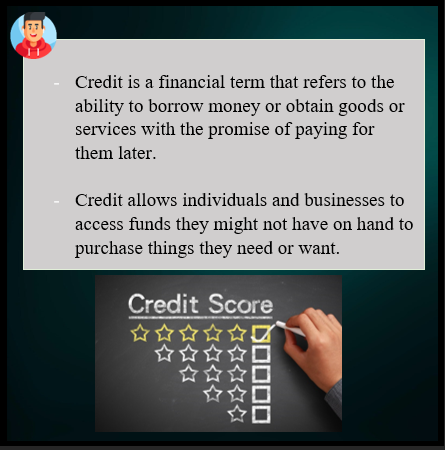 - Credit is a financial term that refers to the
ability to borrow money or obtain goods or
services with the promise of paying for
them later.
- Credit allows individuals and businesses to
access funds they might not have on hand to
purchase things they need or want.
Credit Score